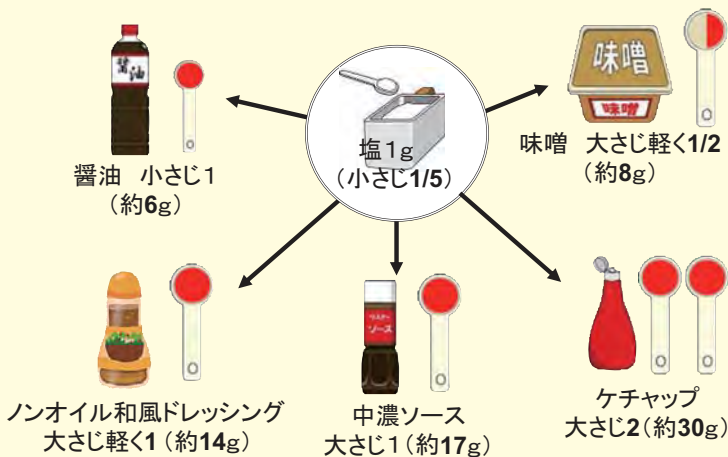 醤油
味噌
味噌
塩1g
(小さじ1/5)
醤油 小さじ1
(約6g)
味噌 大さじ軽く1/2
(約8g)
ソース
ノンオイル和風ドレッシング
大さじ軽く1(約14g)
中濃ソース
大さじ1(約17g)
ケチャップ
大さじ2(約30g)